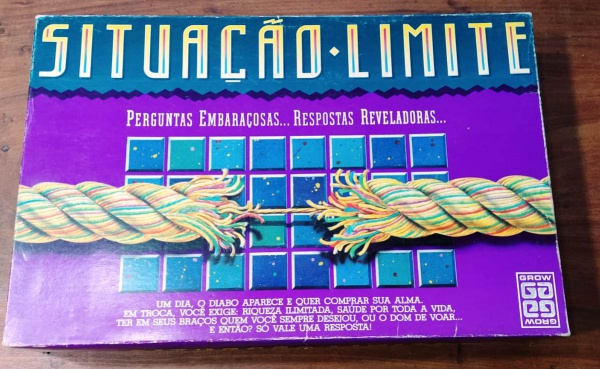 SITUAÇÃO · LIMITE
PERGUNTAS EMBARAÇOSAS... RESPOSTAS REVELADORAS...
UM DIA, O DIABO APARECE E QUER COMPRAR SUA ALMA.
EM TROCA, VOCÊ EXIGE: RIQUEZA ILIMITADA, SAÚDE POR TODA A VIDA,
TER EM SEUS BRAÇOS QUEM VOCÊ SEMPRE DESEJOU, OU O DOM DE VOAR...
E ENTÃO? SÓ VALE UMA RESPOSTA!
GROW
GROW